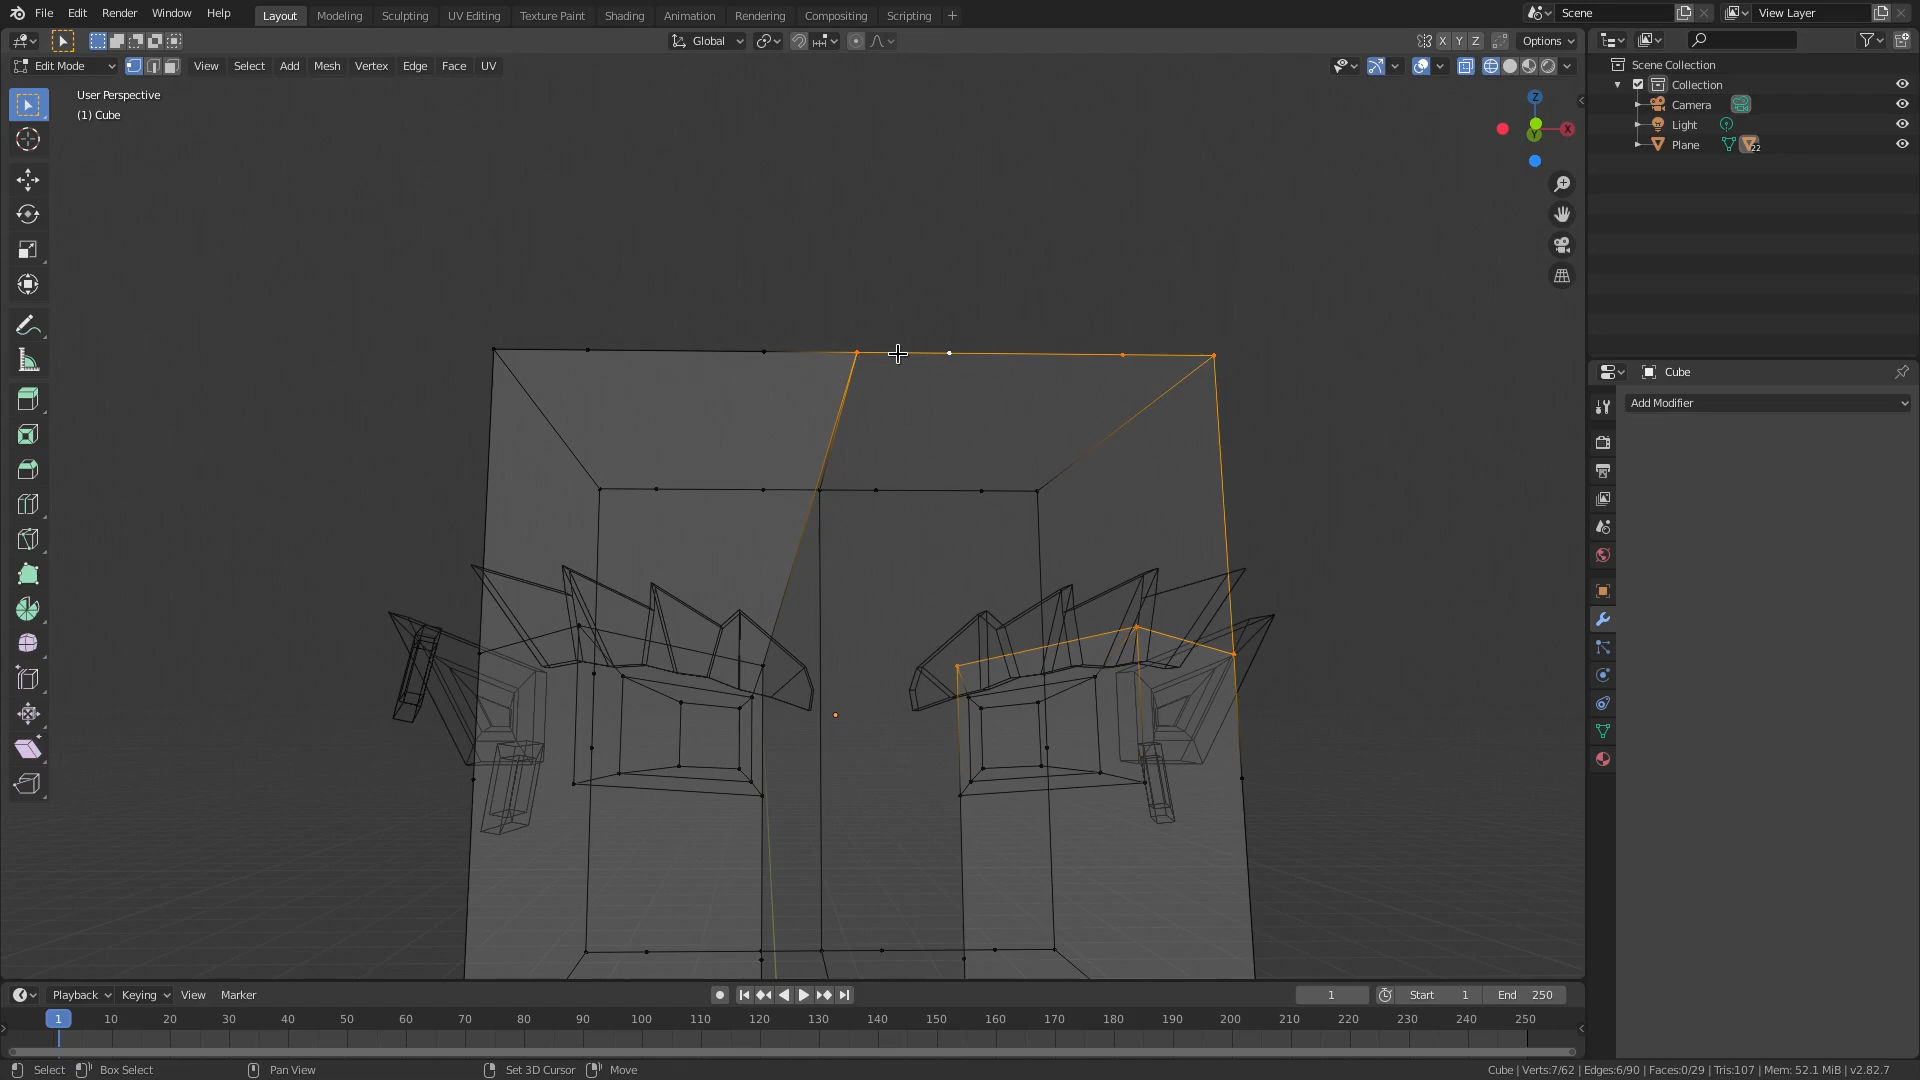 File Edit Render Window Help Layout Modeling Sculpting UV Editing Texture Paint Shading Animation Rendering Compositing Scripting + Scene View Layer
Global X Y Z Options
Edit Mode View Select Add Mesh Vertex Edge Face UV
User Perspective
(1) Cube
Z
X
Y
Scene Collection
Collection
Camera
Light
Plane 22
Cube
Add Modifier
Playback Keying View Marker 1 Start 1 End 250
1 10 20 30 40 50 60 70 80 90 100 110 120 130 140 150 160 170 180 190 200 210 220 230 240 250
Select Box Select Pan View Set 3D Cursor Move Cube | Verts:7/62 | Edges:6/90 | Faces:0/29 | Tris:107 | Mem: 52.1 MiB | v2.82.7